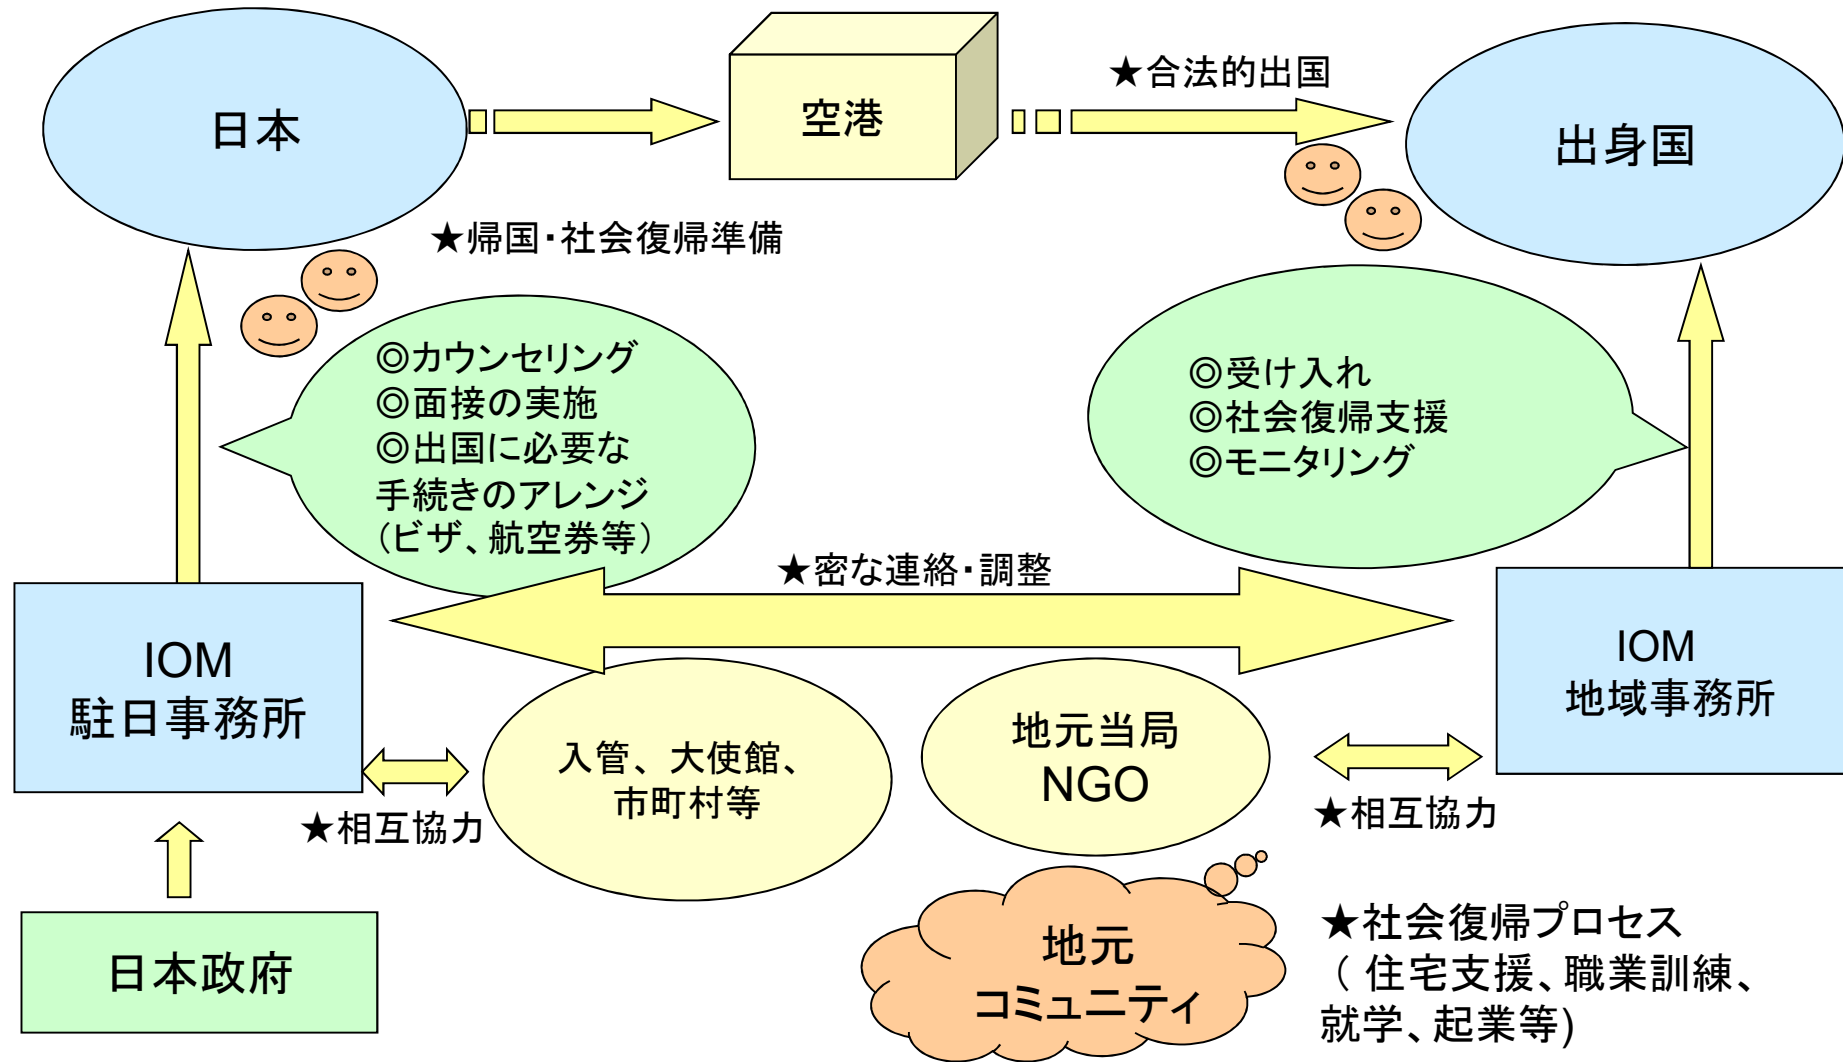 日本
空港
★合法的出国
出身国
★帰国・社会復帰準備
◎カウンセリング
◎面接の実施
◎出国に必要な
手続きのアレンジ
(ビザ、航空券等)
◎受け入れ
◎社会復帰支援
◎モニタリング
★密な連絡・調整
IOM
駐日事務所
IOM
地域事務所
入管、大使館、
市町村等
地元当局
NGO
★相互協力
★相互協力
日本政府
地元
コミュニティ
★社会復帰プロセス
( 住宅支援、職業訓練、
就学、起業等)